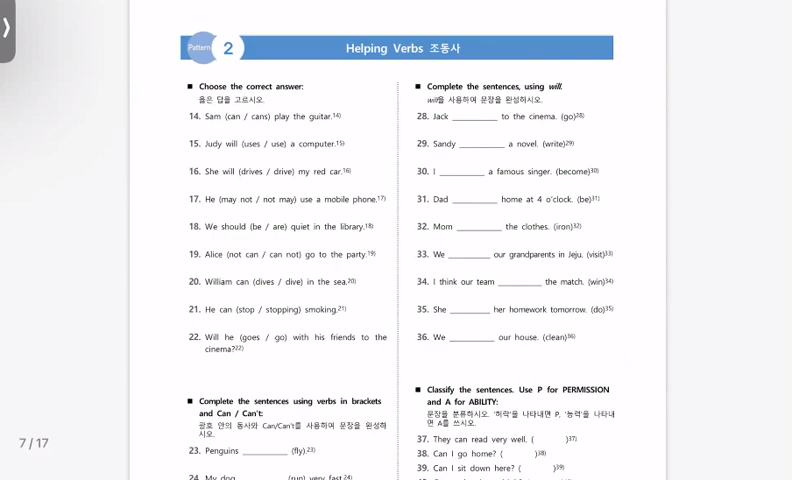 Pattern 2 Helping Verbs 조동사
■ Choose the correct answer:
옳은 답을 고르시오.
14. Sam (can / cans) play the guitar.14)
15. Judy will (uses / use) a computer.15)
16. She will (drives / drive) my red car.16)
17. He (may not / not may) use a mobile phone.17)
18. We should (be / are) quiet in the library.18)
19. Alice (not can / can not) go to the party.19)
20. William can (dives / dive) in the sea.20)
21. He can (stop / stopping) smoking.21)
22. Will he (goes / go) with his friends to the
cinema?22)
■ Complete the sentences using verbs in brackets
and Can / Can't:
괄호 안의 동사와 Can/Can't를 사용하여 문장을 완성하
시오.
23. Penguins __________ (fly).23)
24. My dog __________ (run) very fast.24)
■ Complete the sentences, using will.
will을 사용하여 문장을 완성하시오.
28. Jack __________ to the cinema. (go)28)
29. Sandy __________ a novel. (write)29)
30. I __________ a famous singer. (become)30)
31. Dad __________ home at 4 o'clock. (be)31)
32. Mom __________ the clothes. (iron)32)
33. We __________ our grandparents in Jeju. (visit)33)
34. I think our team __________ the match. (win)34)
35. She __________ her homework tomorrow. (do)35)
36. We __________ our house. (clean)36)
■ Classify the sentences. Use P for PERMISSION
and A for ABILITY:
문장을 분류하시오. '허락'을 나타내면 P, '능력'을 나타내
면 A를 쓰시오.
37. They can read very well. ( )37)
38. Can I go home? ( )38)
39. Can I sit down here? ( )39)
7 / 17